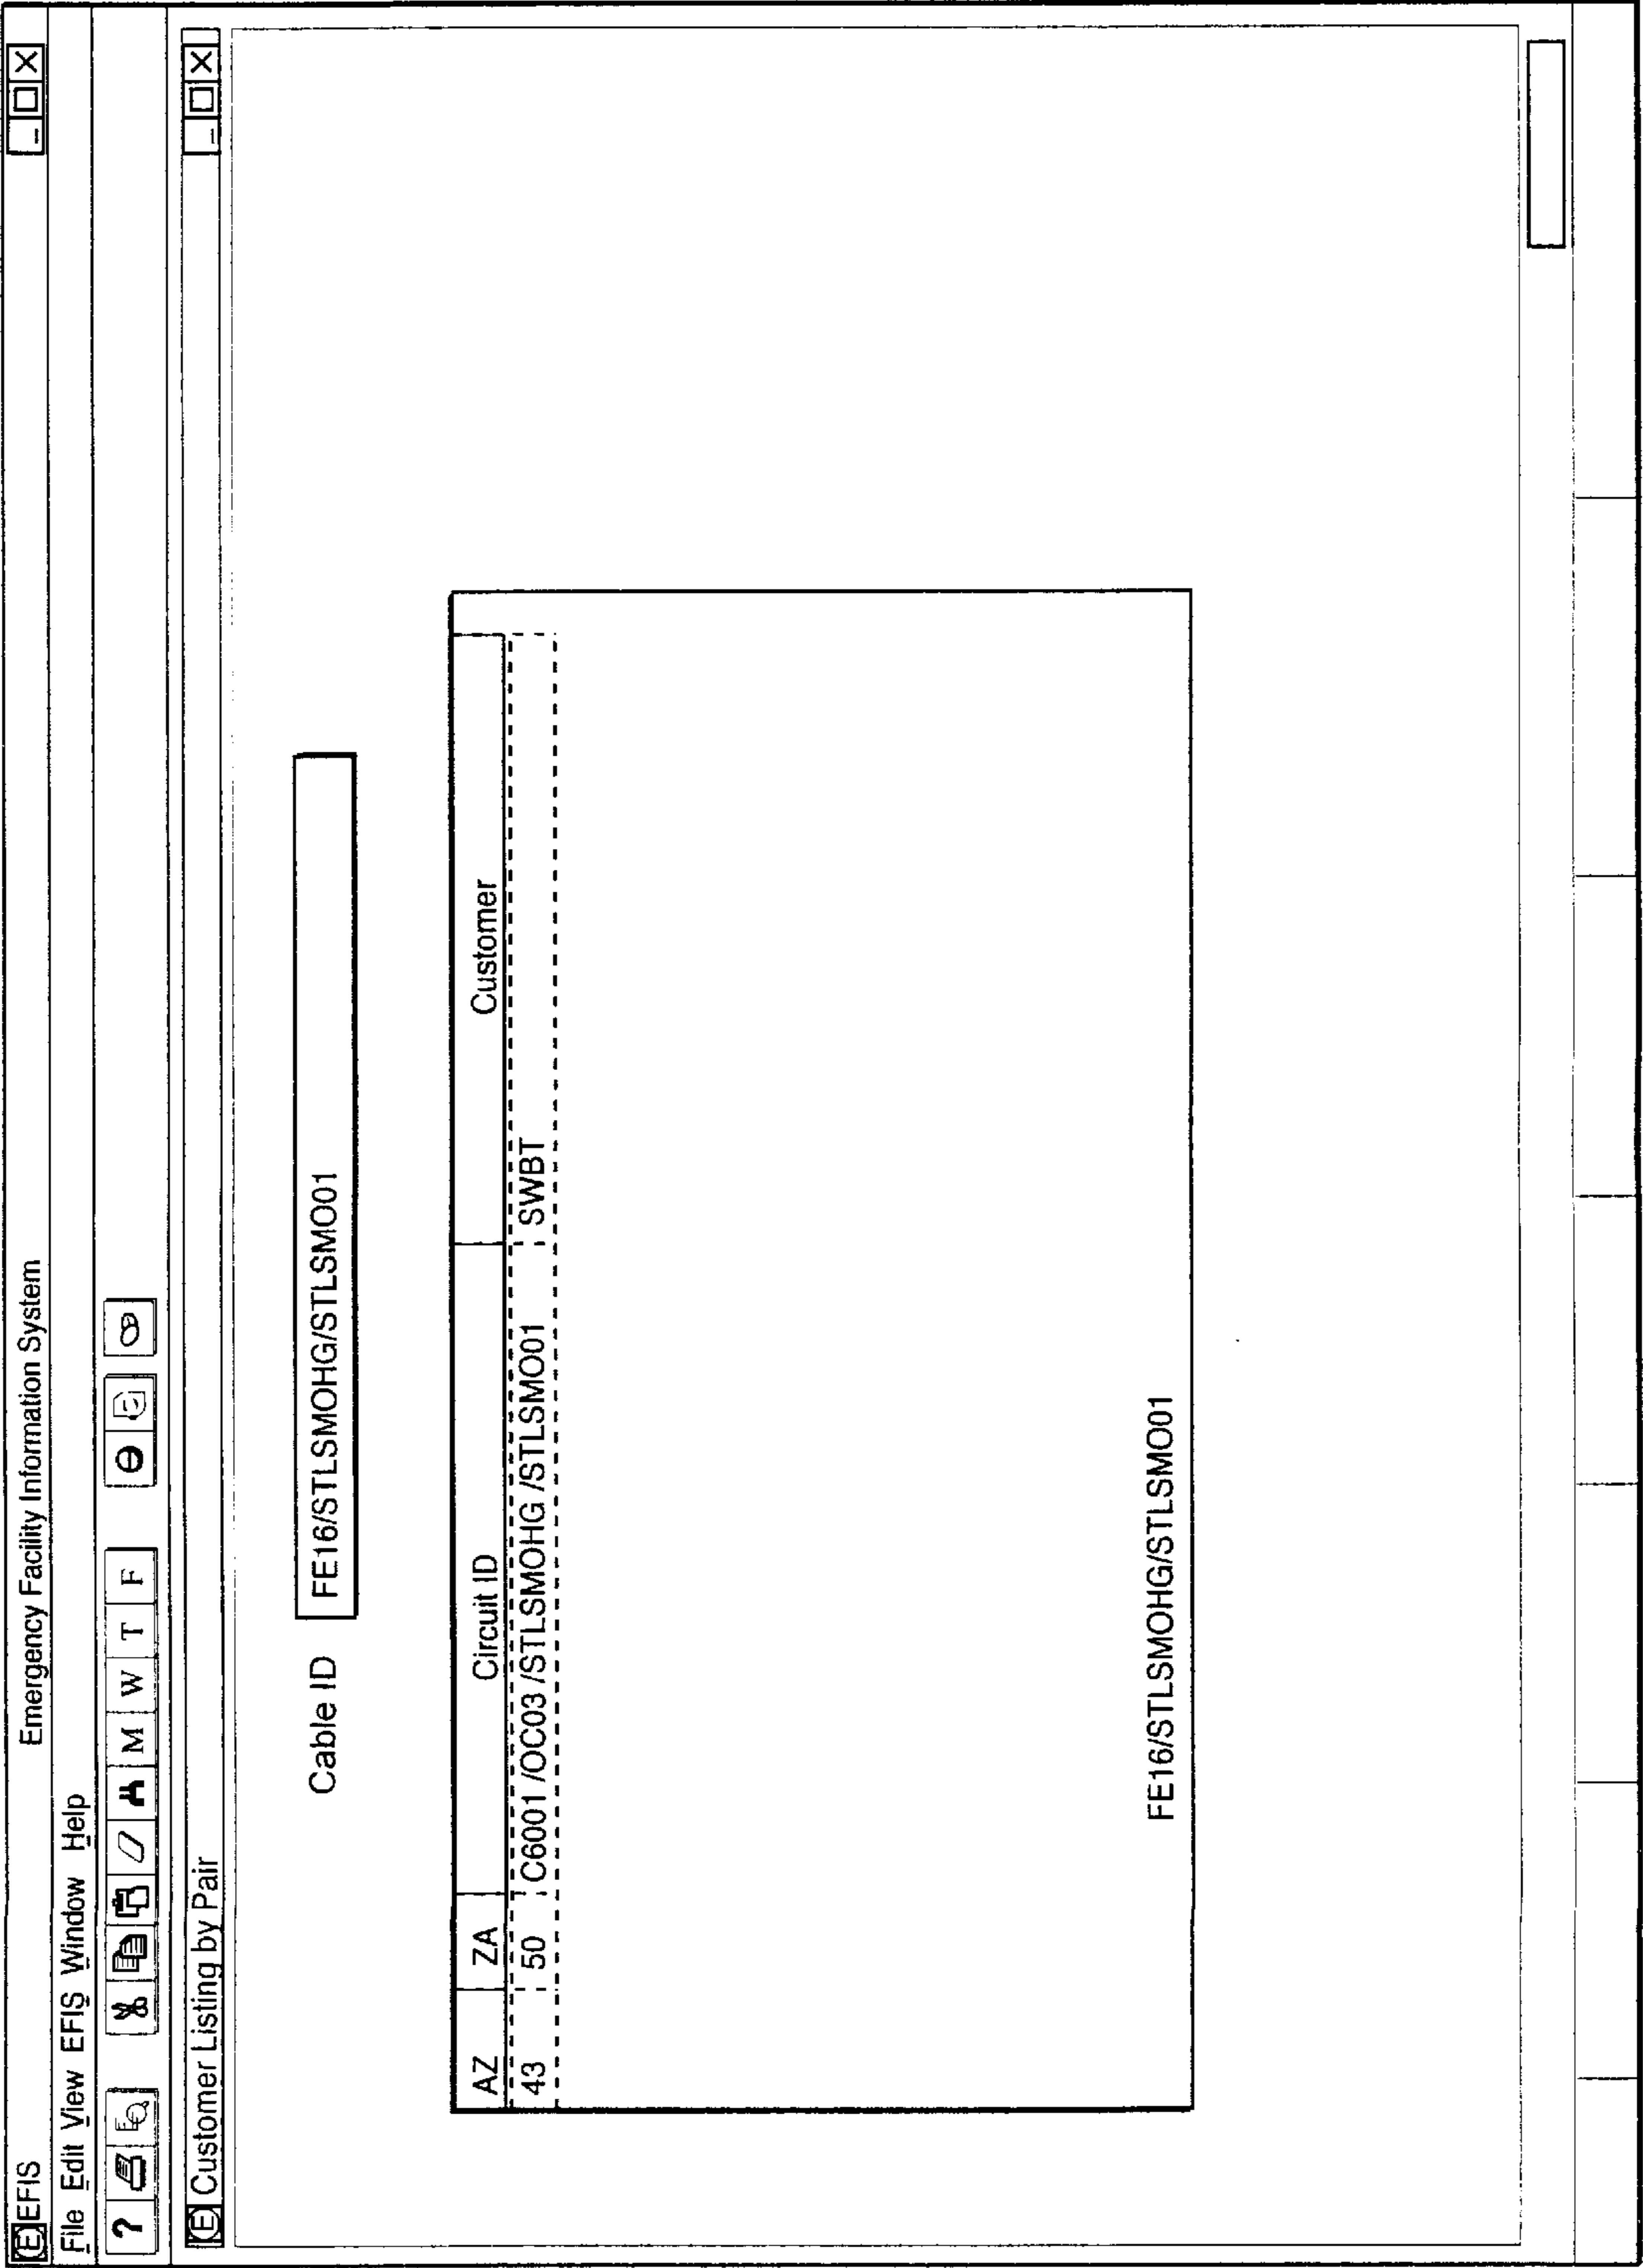 EFIS Emergency Facility Information System
File Edit View EFIS Window Help
? M W T F
Customer Listing by Pair
Cable ID FE16/STLSMOHG/STLSMO01
AZ ZA Circuit ID Customer
43 50 C6001 /OC03 /STLSMOHG /STLSMO01 SWBT
FE16/STLSMOHG/STLSMO01